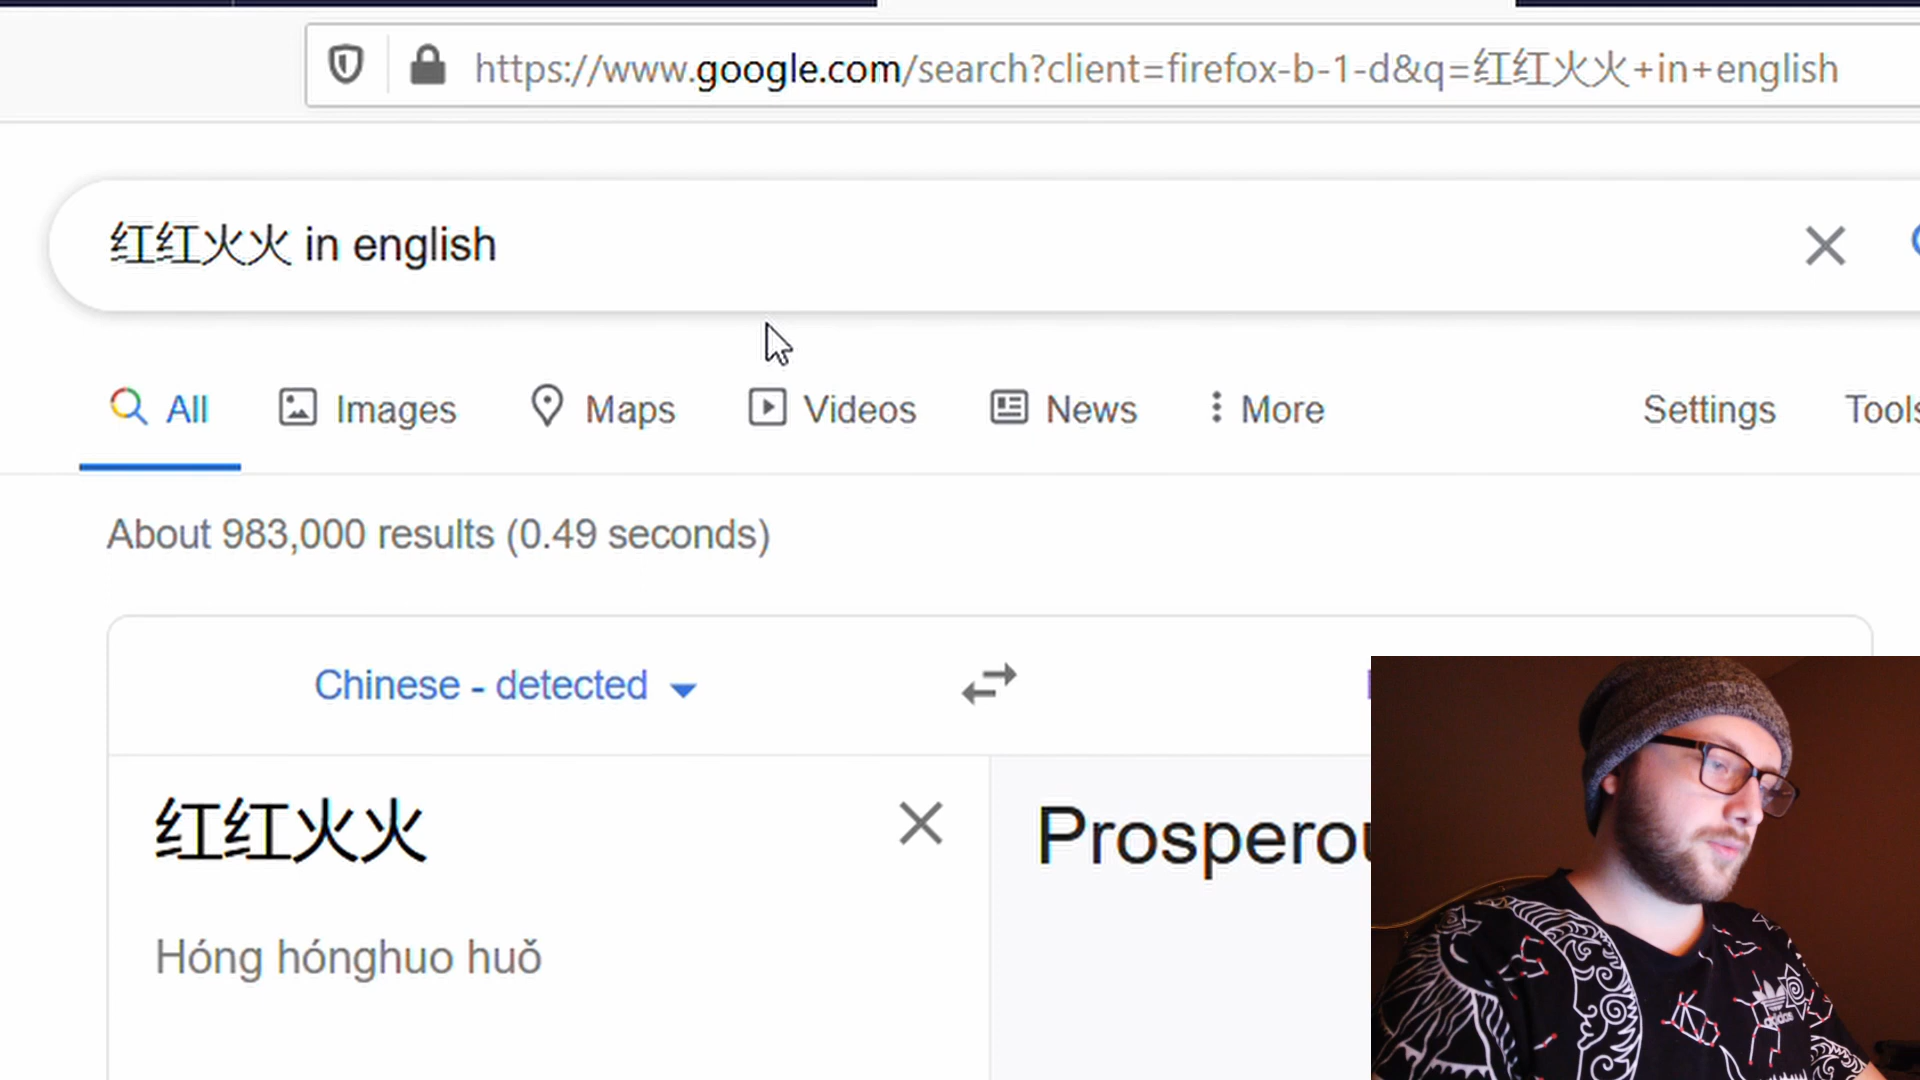 https://www.google.com/search?client=firefox-b-1-d&q=红红火火+in+english
红红火火 in english
All Images Maps Videos News More Settings Tools
About 983,000 results (0.49 seconds)
Chinese - detected
红红火火
Hóng hónghuo huǒ
adidas